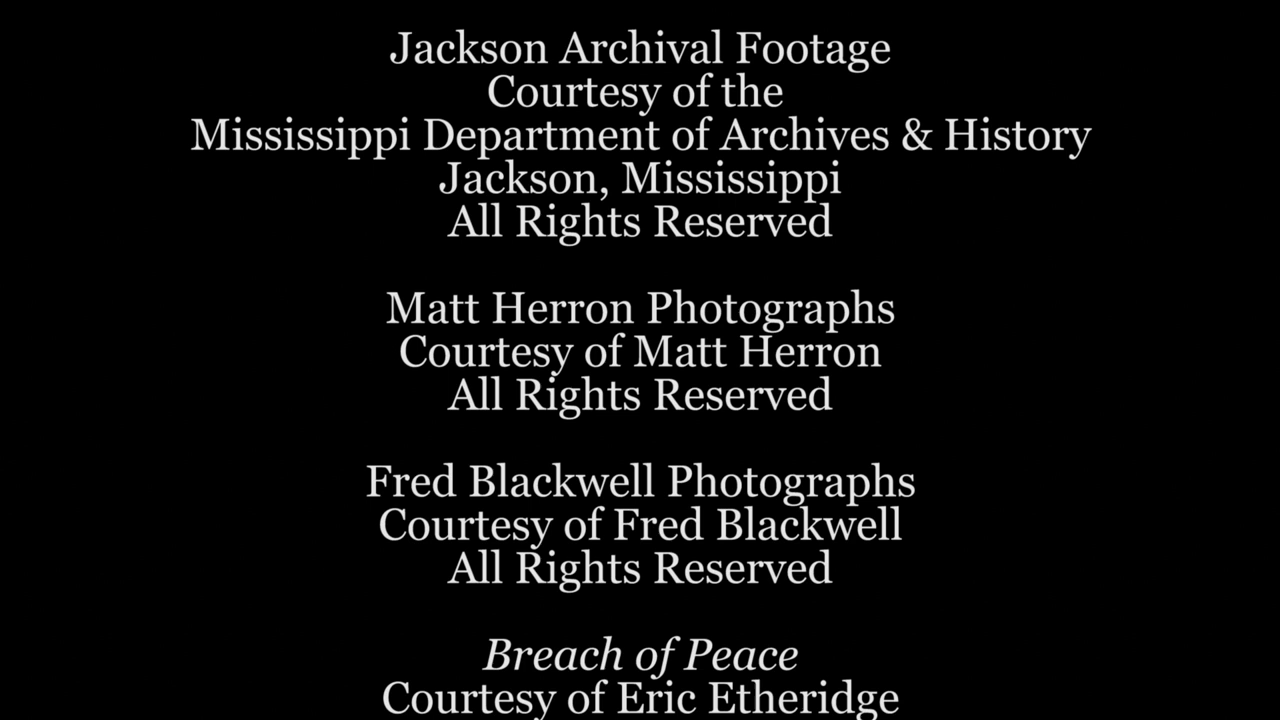 Jackson Archival Footage
Courtesy of the
Mississippi Department of Archives & History
Jackson, Mississippi
All Rights Reserved
Matt Herron Photographs
Courtesy of Matt Herron
All Rights Reserved
Fred Blackwell Photographs
Courtesy of Fred Blackwell
All Rights Reserved
Breach of Peace
Courtesy of Eric Etheridge